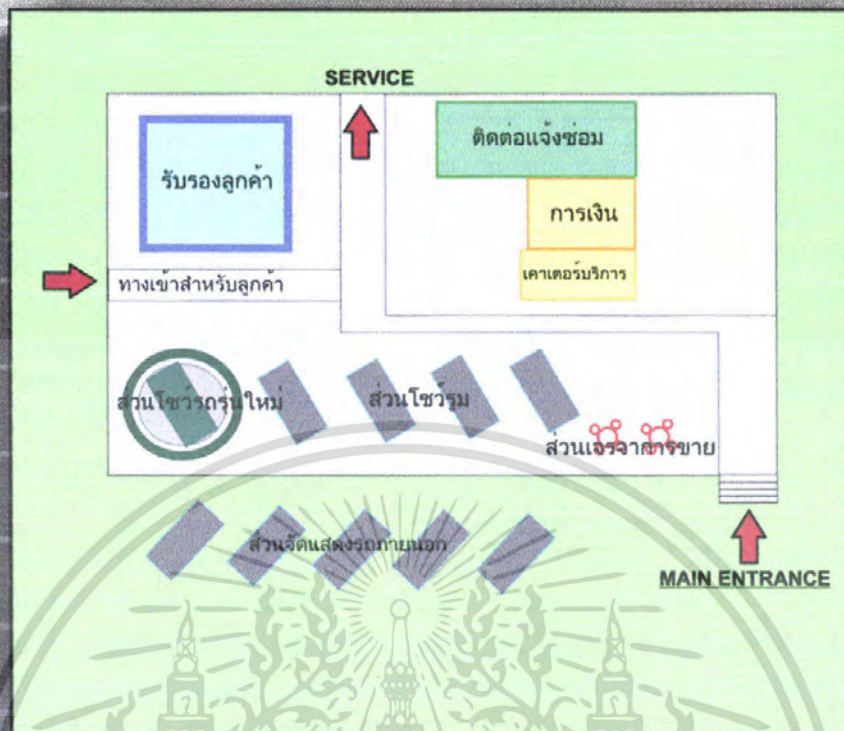 SERVICE
ติดต่อแจ้งซ่อม
รับรองลูกค้า
การเงิน
เคาเตอร์บริการ
ทางเข้าสำหรับลูกค้า
ส่วนโชว์รถรุ่นใหม่
ส่วนโชว์รูม
ส่วนเจรจาการขาย
ส่วนจัดแสดงรถภายนอก
MAIN ENTRANCE